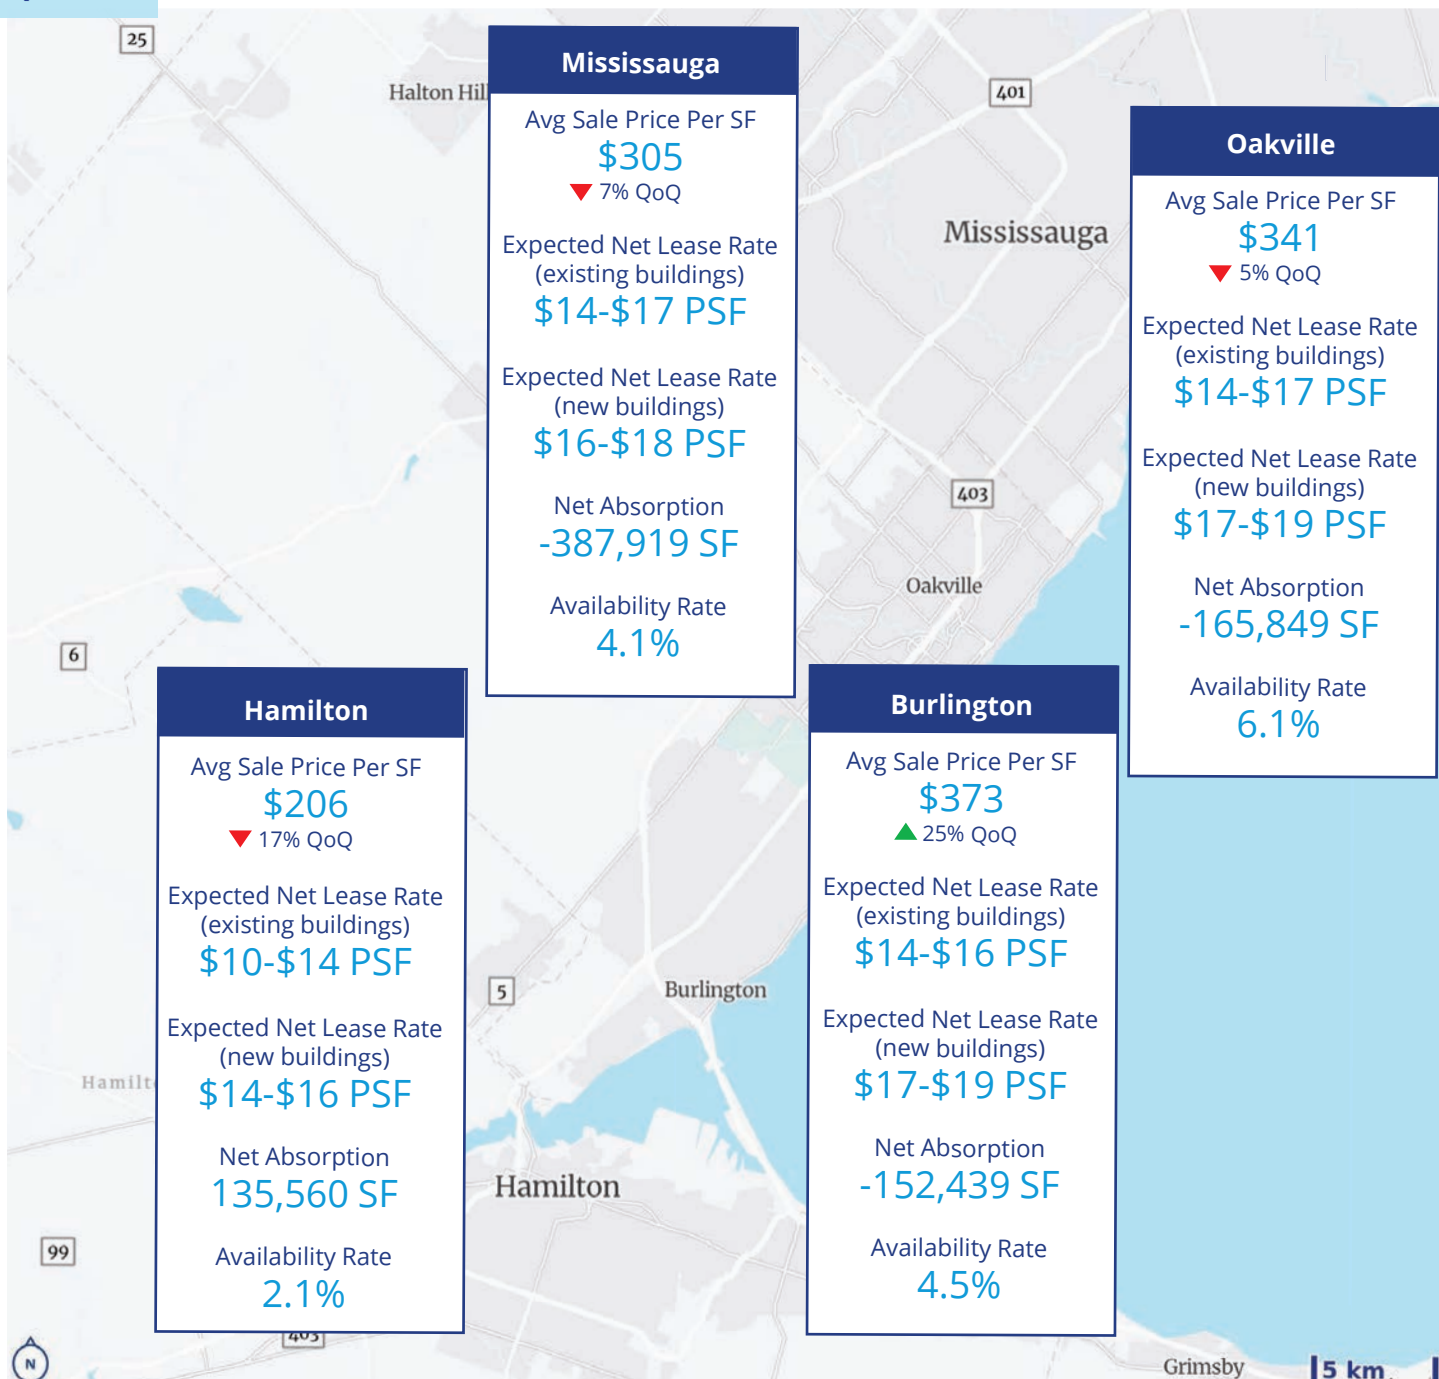 25
Halton Hil
401
Mississauga
403
Oakville
6
5
Burlington
Hamilt
Hamilton
99
403
N
Grimsby
5 km
Mississauga
Avg Sale Price Per SF
$305
▼ 7% QoQ
Expected Net Lease Rate
(existing buildings)
$14-$17 PSF
Expected Net Lease Rate
(new buildings)
$16-$18 PSF
Net Absorption
-387,919 SF
Availability Rate
4.1%
Oakville
Avg Sale Price Per SF
$341
▼ 5% QoQ
Expected Net Lease Rate
(existing buildings)
$14-$17 PSF
Expected Net Lease Rate
(new buildings)
$17-$19 PSF
Net Absorption
-165,849 SF
Availability Rate
6.1%
Hamilton
Avg Sale Price Per SF
$206
▼ 17% QoQ
Expected Net Lease Rate
(existing buildings)
$10-$14 PSF
Expected Net Lease Rate
(new buildings)
$14-$16 PSF
Net Absorption
135,560 SF
Availability Rate
2.1%
Burlington
Avg Sale Price Per SF
$373
▲ 25% QoQ
Expected Net Lease Rate
(existing buildings)
$14-$16 PSF
Expected Net Lease Rate
(new buildings)
$17-$19 PSF
Net Absorption
-152,439 SF
Availability Rate
4.5%